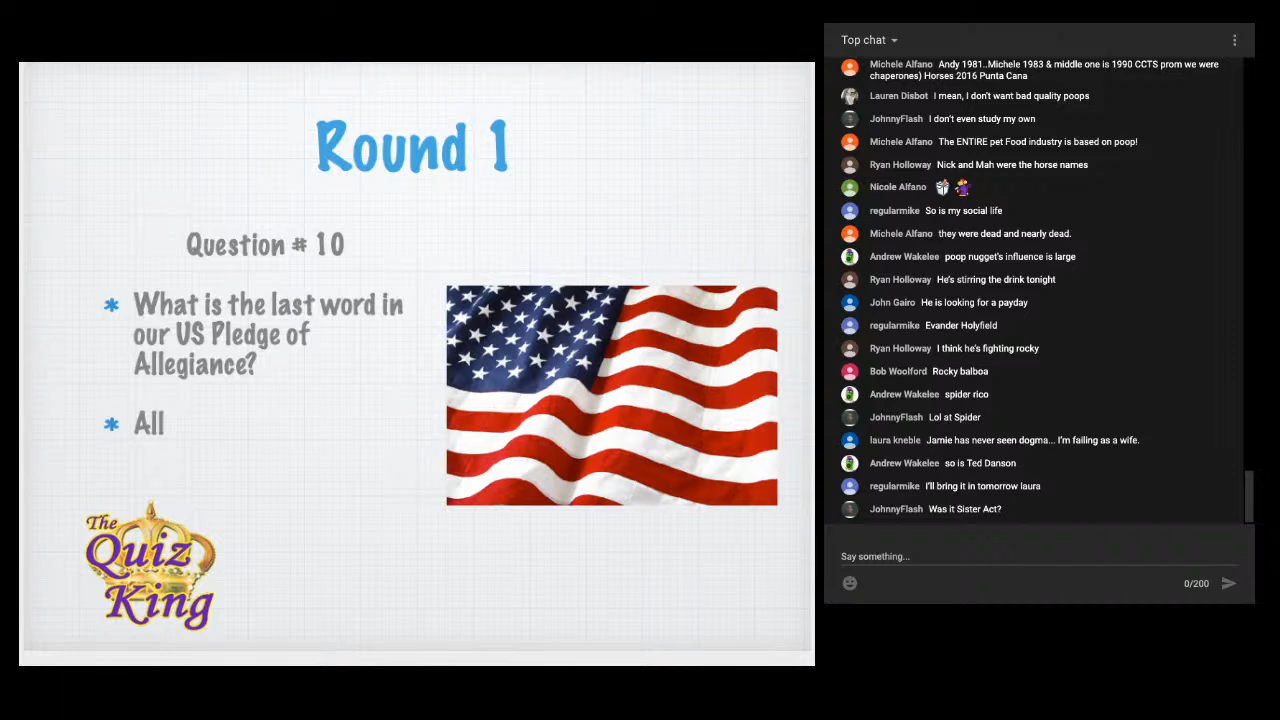 Round 1
Question # 10
* What is the last word in
our US Pledge of
Allegiance?
* All
The
Quiz
King
Top chat
Michele Alfano Andy 1981..Michele 1983 & middle one is 1990 CCTS prom we were
chaperones) Horses 2016 Punta Cana
Lauren Disbot I mean, I don't want bad quality poops
JohnnyFlash I don't even study my own
Michele Alfano The ENTIRE pet Food industry is based on poop!
Ryan Holloway Nick and Mah were the horse names
Nicole Alfano
regularmike So is my social life
Michele Alfano they were dead and nearly dead.
Andrew Wakelee poop nugget's influence is large
Ryan Holloway He's stirring the drink tonight
John Gairo He is looking for a payday
regularmike Evander Holyfield
Ryan Holloway I think he's fighting rocky
Bob Woolford Rocky balboa
Andrew Wakelee spider rico
JohnnyFlash Lol at Spider
laura kneble Jamie has never seen dogma... I'm failing as a wife.
Andrew Wakelee so is Ted Danson
regularmike I'll bring it in tomorrow laura
JohnnyFlash Was it Sister Act?
Say something...
0/200